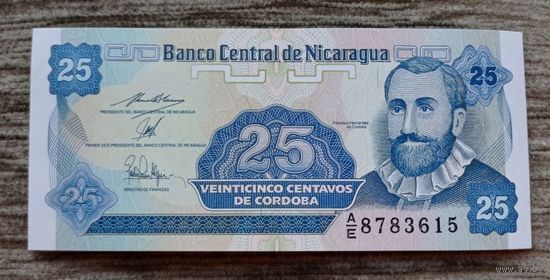 Banco Central de Nicaragua
25
25
PRESIDENTE DEL BANCO CENTRAL DE NICARAGUA
Francisco Hernández
de Córdoba
PRIMER VICE-PRESIDENTE DEL BANCO CENTRAL DE NICARAGUA
25
VEINTICINCO CENTAVOS
DE CORDOBA
MINISTRO DE FINANZAS
25
A/E 8783615
25